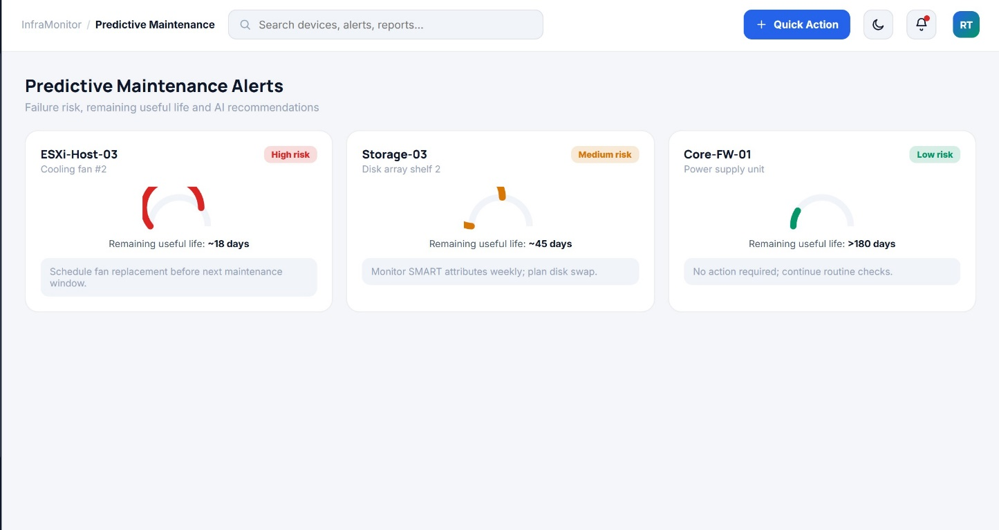 InfraMonitor / Predictive Maintenance
Search devices, alerts, reports...
+ Quick Action
RT
Predictive Maintenance Alerts
Failure risk, remaining useful life and AI recommendations
ESXi-Host-03
High risk
Cooling fan #2
Remaining useful life: ~18 days
Schedule fan replacement before next maintenance
window.
Storage-03
Medium risk
Disk array shelf 2
Remaining useful life: ~45 days
Monitor SMART attributes weekly; plan disk swap.
Core-FW-01
Low risk
Power supply unit
Remaining useful life: >180 days
No action required; continue routine checks.